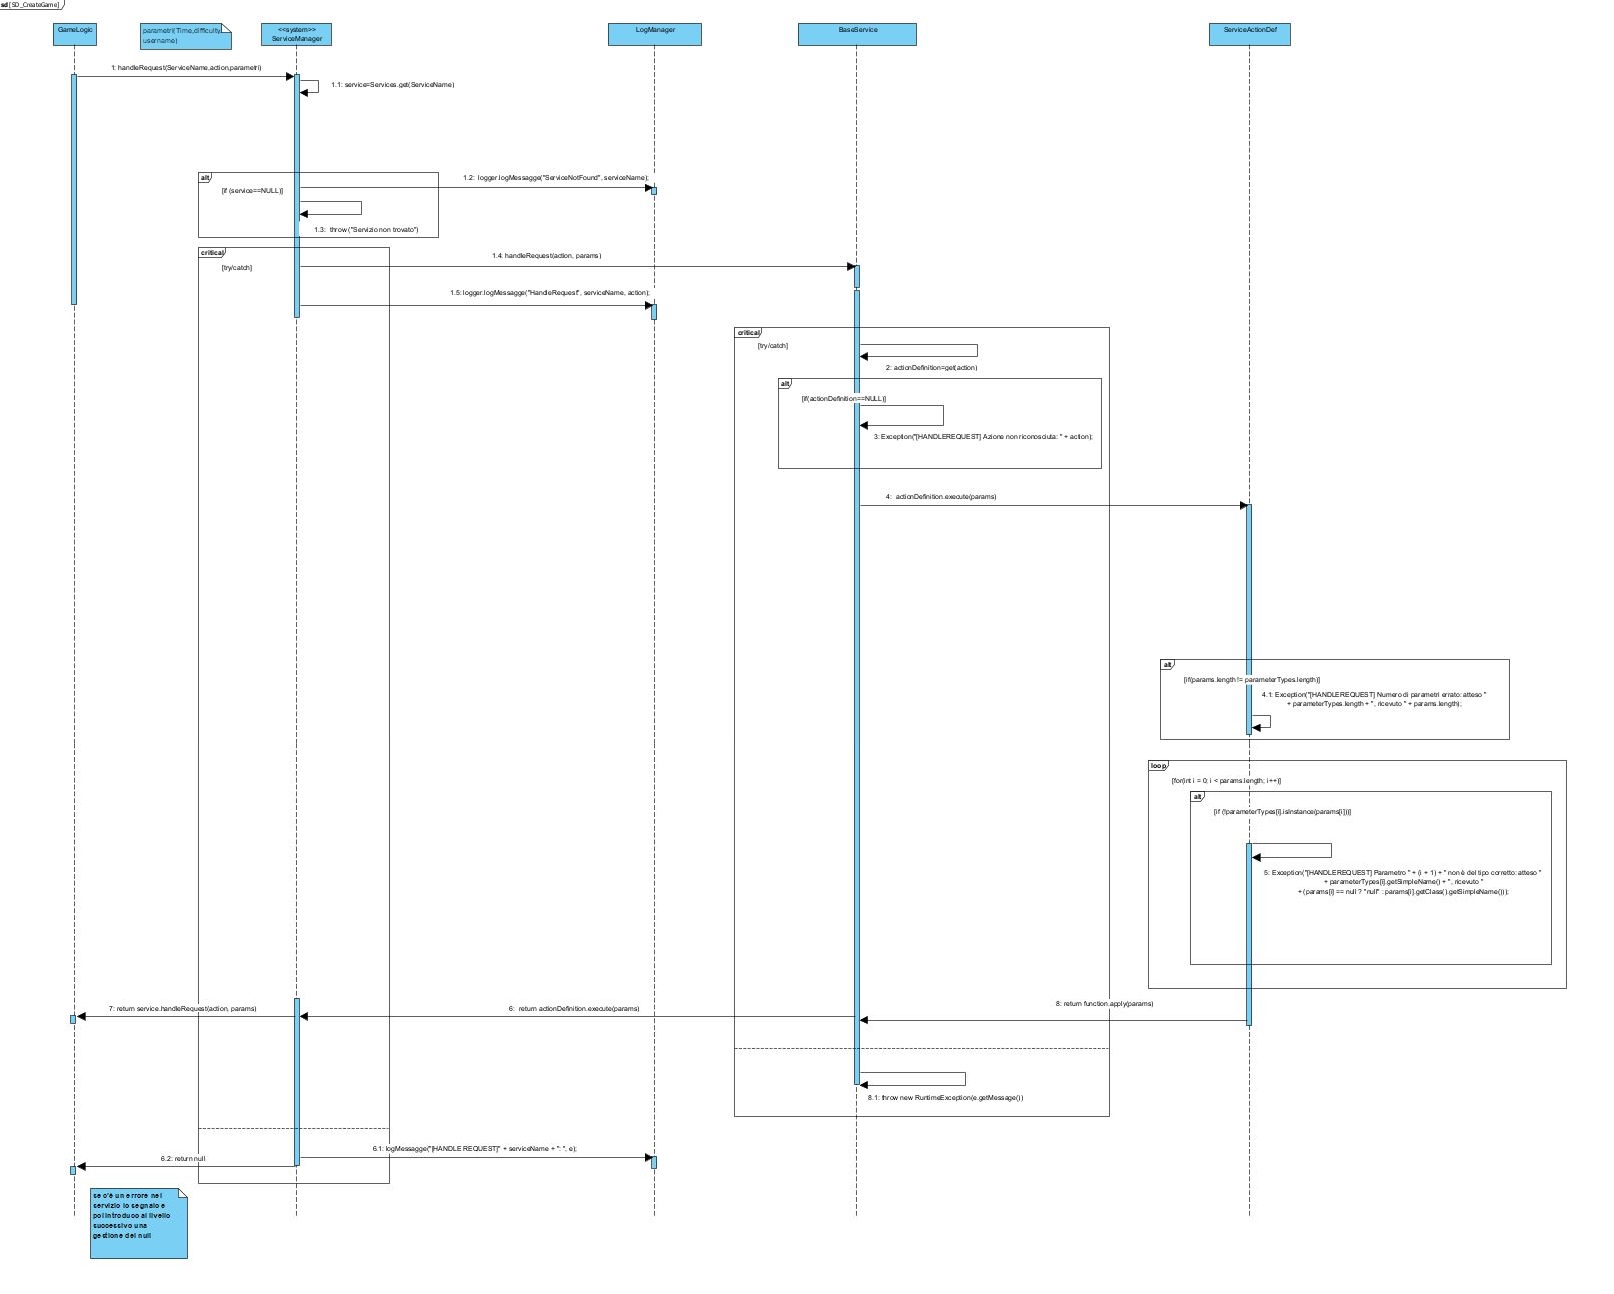 sd [SD_CreateGame]
GameLogic
parametri(Time,difficulty,
username)
<<system>>
ServiceManager
LogManager
BaseService
ServiceActionDef
1: handleRequest(ServiceName,action,parametri)
1.1: service=Services.get(ServiceName)
alt
[if (service==NULL)]
1.2: logger.logMessagge("ServiceNotFound", serviceName);
1.3: throw ("Servizio non trovato")
critical
[try/catch]
1.4: handleRequest(action, params)
1.5: logger.logMessagge("HandleRequest", serviceName, action);
critical
[try/catch]
2: actionDefinition=get(action)
alt
[if(actionDefinition==NULL)]
3: Exception("[HANDLEREQUEST] Azione non riconosciuta: " + action);
4: actionDefinition.execute(params)
alt
[if(params.length != parameterTypes.length)]
4.1: Exception("[HANDLEREQUEST] Numero di parametri errato: atteso "
+ parameterTypes.length + ", ricevuto " + params.length);
loop
[for(int i = 0; i < params.length; i++)]
alt
[if (!parameterTypes[i].isInstance(params[i]))]
5: Exception("[HANDLEREQUEST] Parametro " + (i + 1) + " non è del tipo corretto: atteso "
+ parameterTypes[i].getSimpleName() + ", ricevuto "
+ (params[i] == null ? "null" : params[i].getClass().getSimpleName()));
8: return function.apply(params)
7: return service.handleRequest(action, params)
6: return actionDefinition.execute(params)
8.1: throw new RuntimeException(e.getMessage())
6.1: logMessagge("[HANDLE REQUEST]" + serviceName + ": ", e);
6.2: return null
se c'è un errore nel
servizio lo segnalo e
poi introduco al livello
successivo una
gestione del null